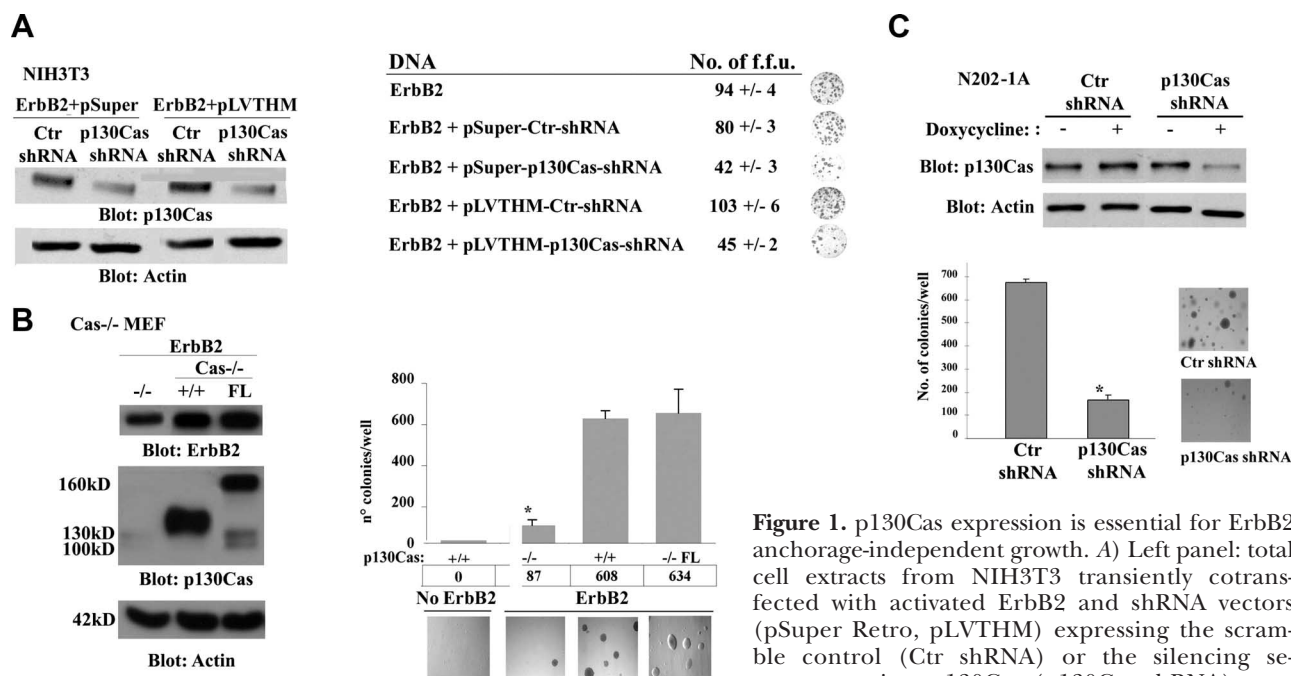 A
NIH3T3
ErbB2+pSuper ErbB2+pLVTHM
Ctr shRNA p130Cas shRNA Ctr shRNA p130Cas shRNA
Blot: p130Cas
Blot: Actin
DNA No. of f.f.u.
ErbB2 94 +/- 4
ErbB2 + pSuper-Ctr-shRNA 80 +/- 3
ErbB2 + pSuper-p130Cas-shRNA 42 +/- 3
ErbB2 + pLVTHM-Ctr-shRNA 103 +/- 6
ErbB2 + pLVTHM-p130Cas-shRNA 45 +/- 2
B
Cas-/- MEF
ErbB2
Cas-/-
-/- +/+ FL
Blot: ErbB2
160kD
130kD
100kD
Blot: p130Cas
42kD
Blot: Actin
n° colonies/well
800
600
400
200
0
*
p130Cas: +/+ -/- +/+ -/- FL
0 87 608 634
No ErbB2 ErbB2
C
N202-1A
Ctr shRNA p130Cas shRNA
Doxycycline: : - + - +
Blot: p130Cas
Blot: Actin
No. of colonies/well
700
600
500
400
300
200
100
0
*
Ctr shRNA
p130Cas shRNA
Ctr shRNA
p130Cas shRNA
Figure 1. p130Cas expression is essential for ErbB2
anchorage-independent growth. A) Left panel: total
cell extracts from NIH3T3 transiently cotrans-
fected with activated ErbB2 and shRNA vectors
(pSuper Retro, pLVTHM) expressing the scram-
ble control (Ctr shRNA) or the silencing se-